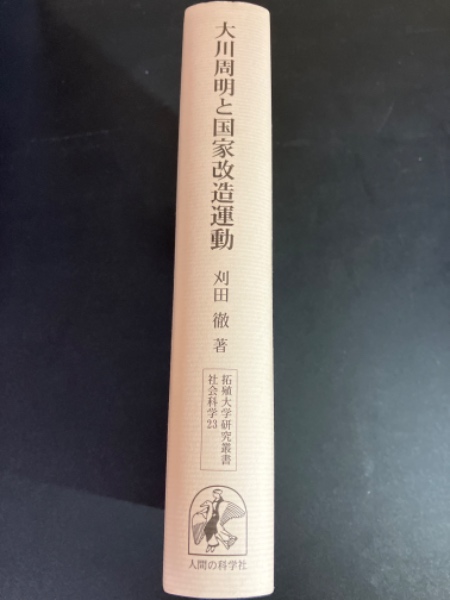 大川周明と国家改造運動
刈田 徹 著
拓殖大学研究叢書
社会科学23
人間の科学社